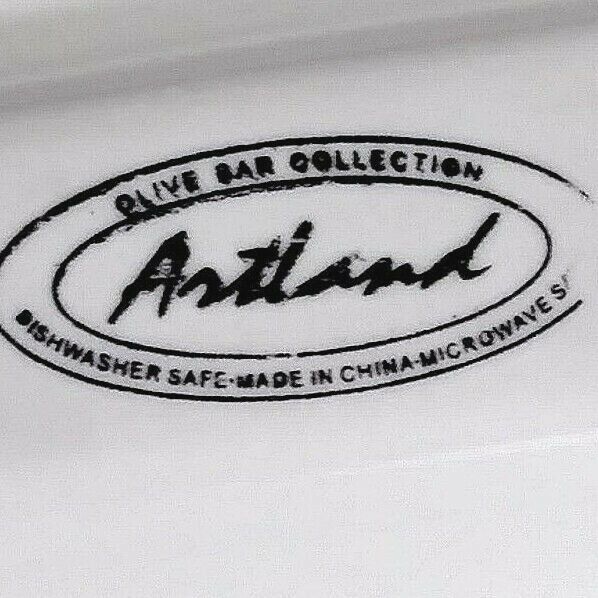 OLIVE BAR COLLECTION
Artland
DISHWASHER SAFE·MADE IN CHINA·MICROWAVE